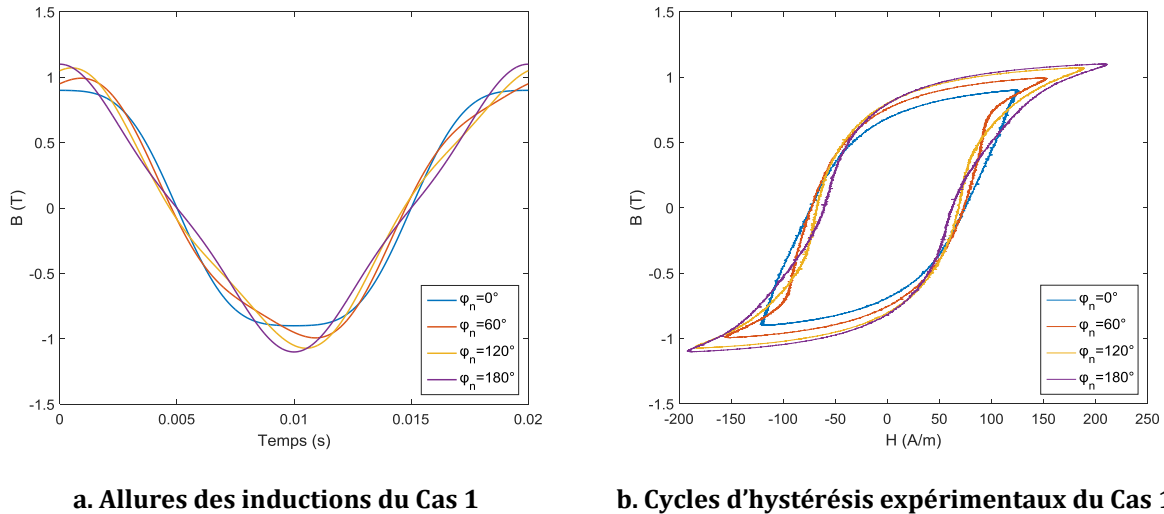 1.5
1
0.5
0
-0.5
-1
-1.5
B (T)
0
0.005
0.01
0.015
0.02
Temps (s)
φn=0°
φn=60°
φn=120°
φn=180°
a. Allures des inductions du Cas 1
1.5
1
0.5
0
-0.5
-1
-1.5
B (T)
-200
-150
-100
-50
0
50
100
150
200
250
H (A/m)
φn=0°
φn=60°
φn=120°
φn=180°
b. Cycles d’hystérésis expérimentaux du Cas 1